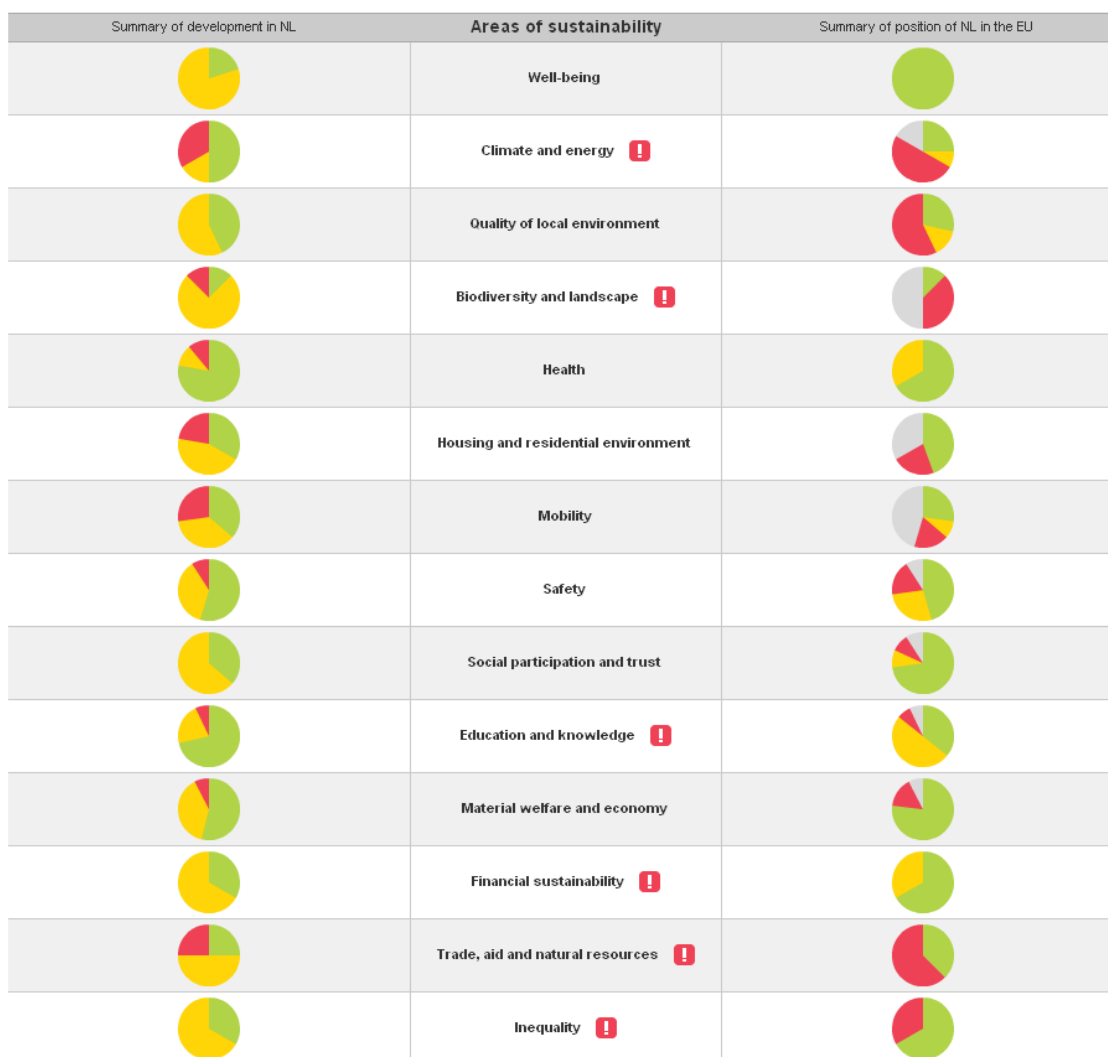 Summary of development in NL Areas of sustainability Summary of position of NL in the EU
Well-being
Climate and energy !
Quality of local environment
Biodiversity and landscape !
Health
Housing and residential environment
Mobility
Safety
Social participation and trust
Education and knowledge !
Material welfare and economy
Financial sustainability !
Trade, aid and natural resources !
Inequality !